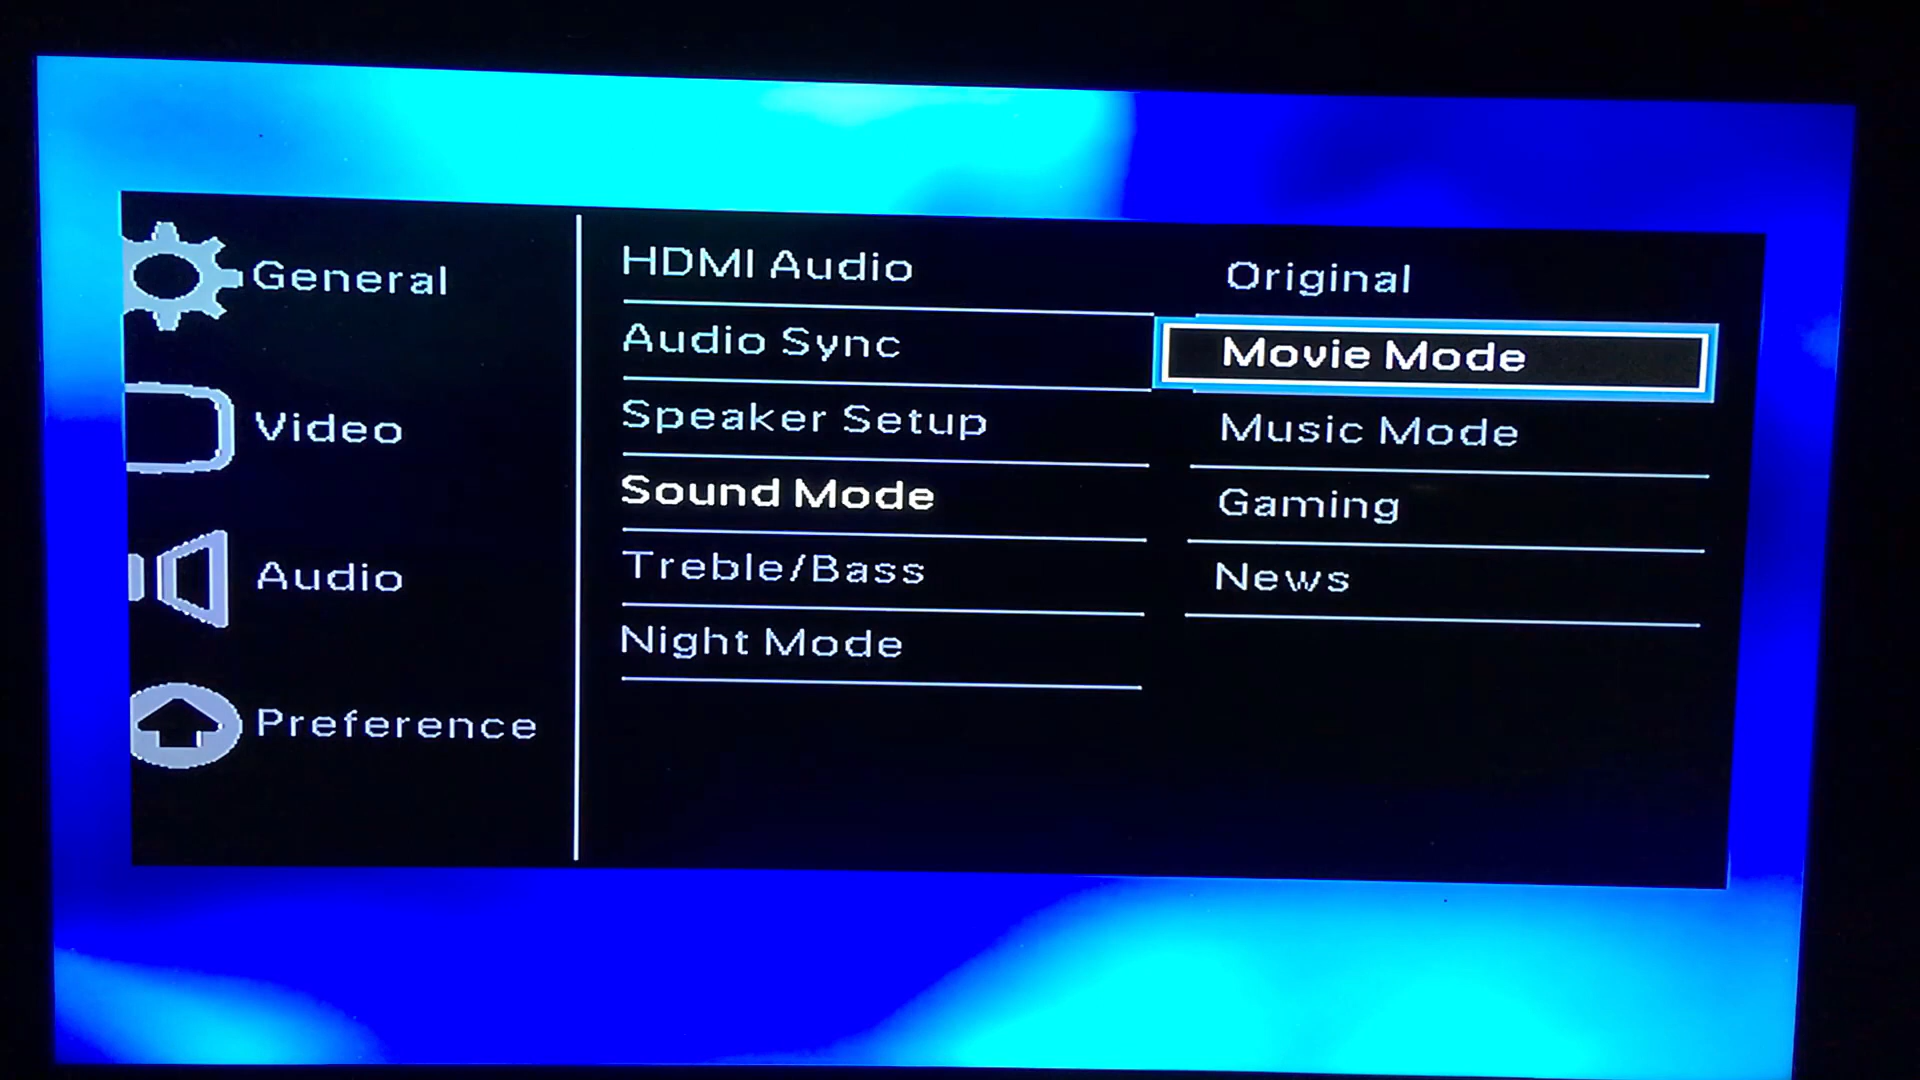 General
Video
Audio
Preference
HDMI Audio
Audio Sync
Speaker Setup
Sound Mode
Treble/Bass
Night Mode
Original
Movie Mode
Music Mode
Gaming
News